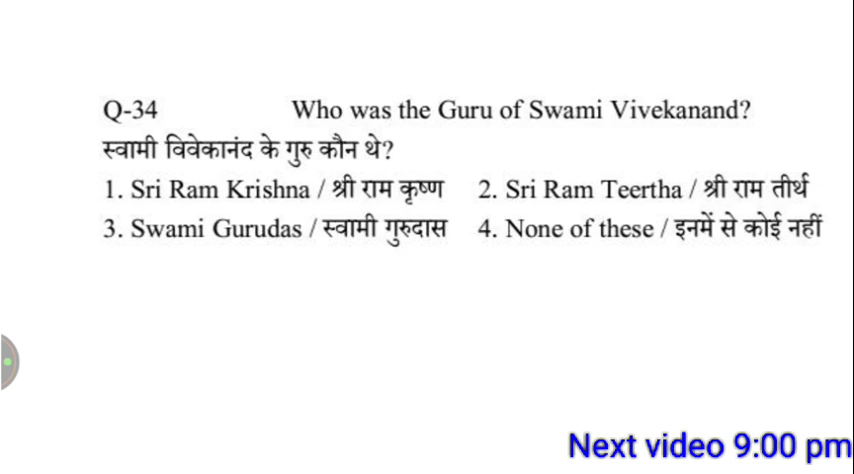 Q-34 Who was the Guru of Swami Vivekanand?
स्वामी विवेकानंद के गुरु कौन थे?
1. Sri Ram Krishna / श्री राम कृष्ण 2. Sri Ram Teertha / श्री राम तीर्थ
3. Swami Gurudas / स्वामी गुरुदास 4. None of these / इनमें से कोई नहीं
Next video 9:00 pm